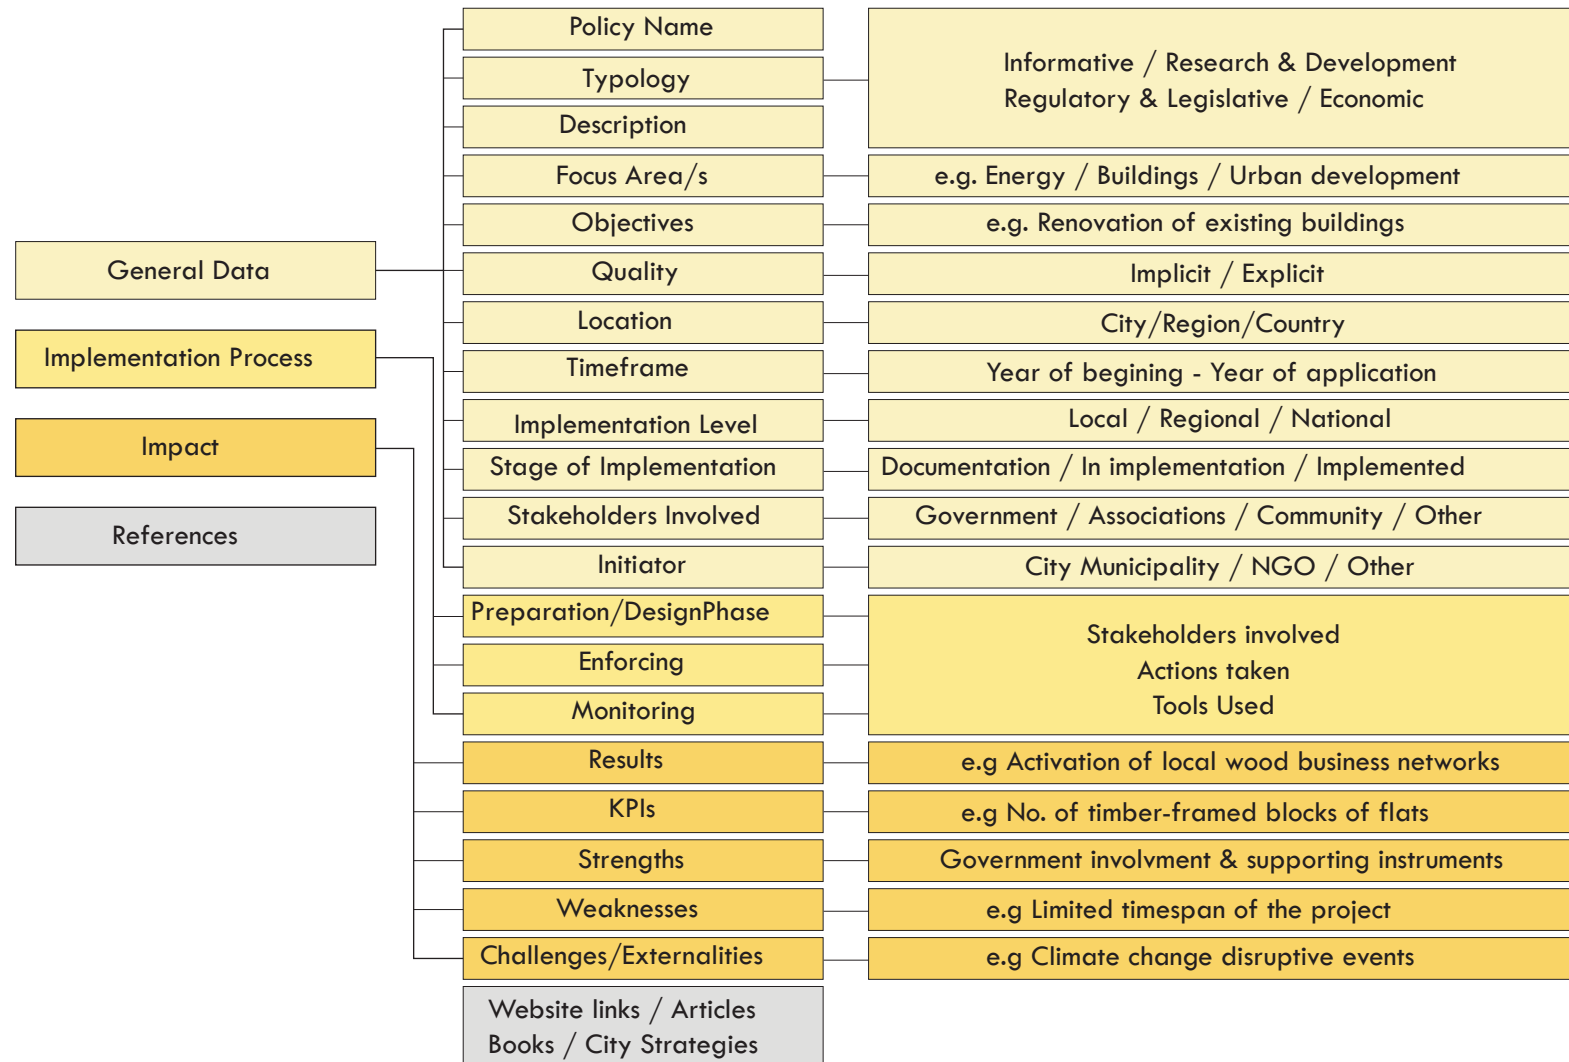 General Data
Implementation Process
Impact
References
Policy Name
Typology
Description
Focus Area/s
Objectives
Quality
Location
Timeframe
Implementation Level
Stage of Implementation
Stakeholders Involved
Initiator
Preparation/DesignPhase
Enforcing
Monitoring
Results
KPIs
Strengths
Weaknesses
Challenges/Externalities
Website links / Articles
Books / City Strategies
Informative / Research & Development
Regulatory & Legislative / Economic
e.g. Energy / Buildings / Urban development
e.g. Renovation of existing buildings
Implicit / Explicit
City/Region/Country
Year of begining - Year of application
Local / Regional / National
Documentation / In implementation / Implemented
Government / Associations / Community / Other
City Municipality / NGO / Other
Stakeholders involved
Actions taken
Tools Used
e.g Activation of local wood business networks
e.g No. of timber-framed blocks of flats
Government involvment & supporting instruments
e.g Limited timespan of the project
e.g Climate change disruptive events